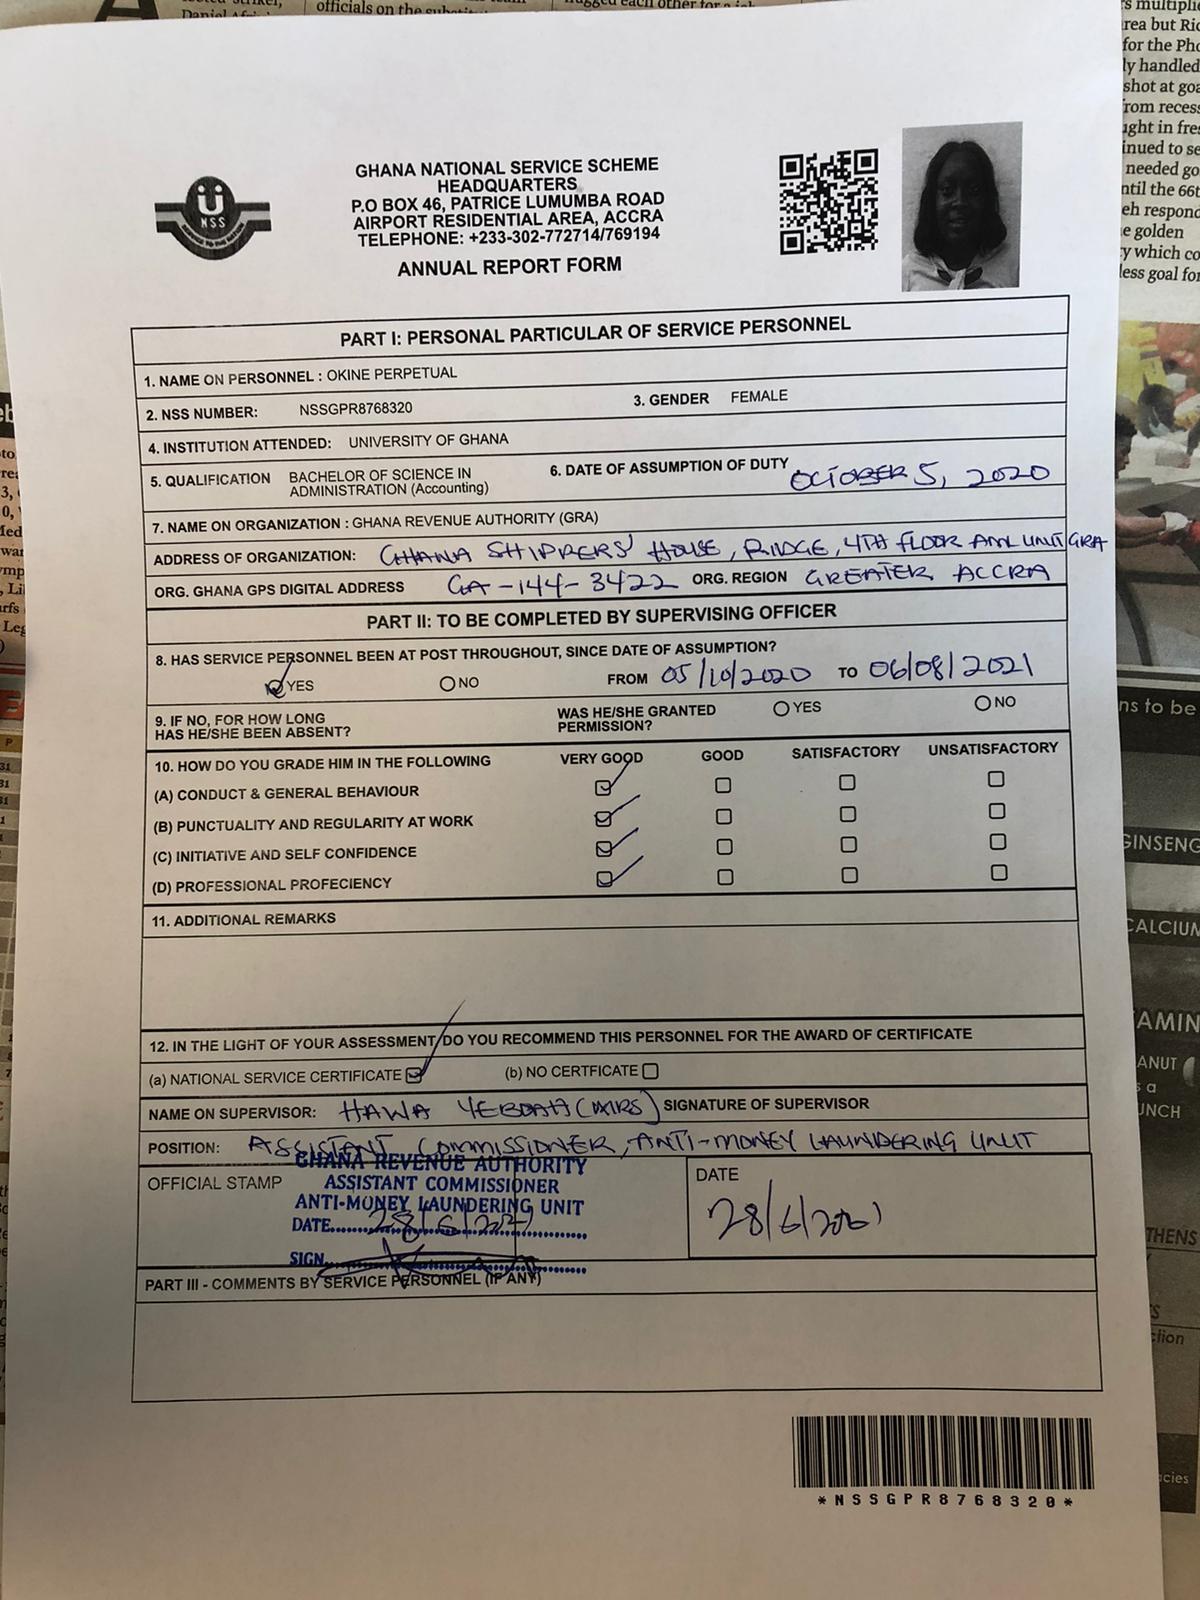 GHANA NATIONAL SERVICE SCHEME
HEADQUARTERS
P.O BOX 46, PATRICE LUMUMBA ROAD
AIRPORT RESIDENTIAL AREA, ACCRA
TELEPHONE: +233-302-772714/769194
ANNUAL REPORT FORM
NSS
PART I: PERSONAL PARTICULAR OF SERVICE PERSONNEL
1. NAME ON PERSONNEL : OKINE PERPETUAL
2. NSS NUMBER: NSSGPR8768320 3. GENDER FEMALE
4. INSTITUTION ATTENDED: UNIVERSITY OF GHANA
5. QUALIFICATION BACHELOR OF SCIENCE IN
ADMINISTRATION (Accounting)
6. DATE OF ASSUMPTION OF DUTY OCTOBER 5, 2020
7. NAME ON ORGANIZATION : GHANA REVENUE AUTHORITY (GRA)
ADDRESS OF ORGANIZATION: GHANA SHIPPERS' HOUSE, RIDGE, 4TH FLOOR AML UNIT GRA
ORG. GHANA GPS DIGITAL ADDRESS GA-144-3422 ORG. REGION GREATER ACCRA
PART II: TO BE COMPLETED BY SUPERVISING OFFICER
8. HAS SERVICE PERSONNEL BEEN AT POST THROUGHOUT, SINCE DATE OF ASSUMPTION?
YES NO FROM 05/10/2020 TO 06/08/2021
9. IF NO, FOR HOW LONG
HAS HE/SHE BEEN ABSENT?
WAS HE/SHE GRANTED
PERMISSION?
YES NO
10. HOW DO YOU GRADE HIM IN THE FOLLOWING VERY GOOD GOOD SATISFACTORY UNSATISFACTORY
(A) CONDUCT & GENERAL BEHAVIOUR
(B) PUNCTUALITY AND REGULARITY AT WORK
(C) INITIATIVE AND SELF CONFIDENCE
(D) PROFESSIONAL PROFECIENCY
11. ADDITIONAL REMARKS
12. IN THE LIGHT OF YOUR ASSESSMENT, DO YOU RECOMMEND THIS PERSONNEL FOR THE AWARD OF CERTIFICATE
(a) NATIONAL SERVICE CERTIFICATE (b) NO CERTFICATE
NAME ON SUPERVISOR: HAWA YEBOAH (MRS) SIGNATURE OF SUPERVISOR
POSITION: ASSISTANT COMMISSIONER, ANTI-MONEY LAUNDERING UNIT
OFFICIAL STAMP
GHANA REVENUE AUTHORITY
ASSISTANT COMMISSIONER
ANTI-MONEY LAUNDERING UNIT
DATE 28/6/2021
SIGN
DATE
28/6/2021
PART III - COMMENTS BY SERVICE PERSONNEL (IF ANY)
*NSSGPR8768320*